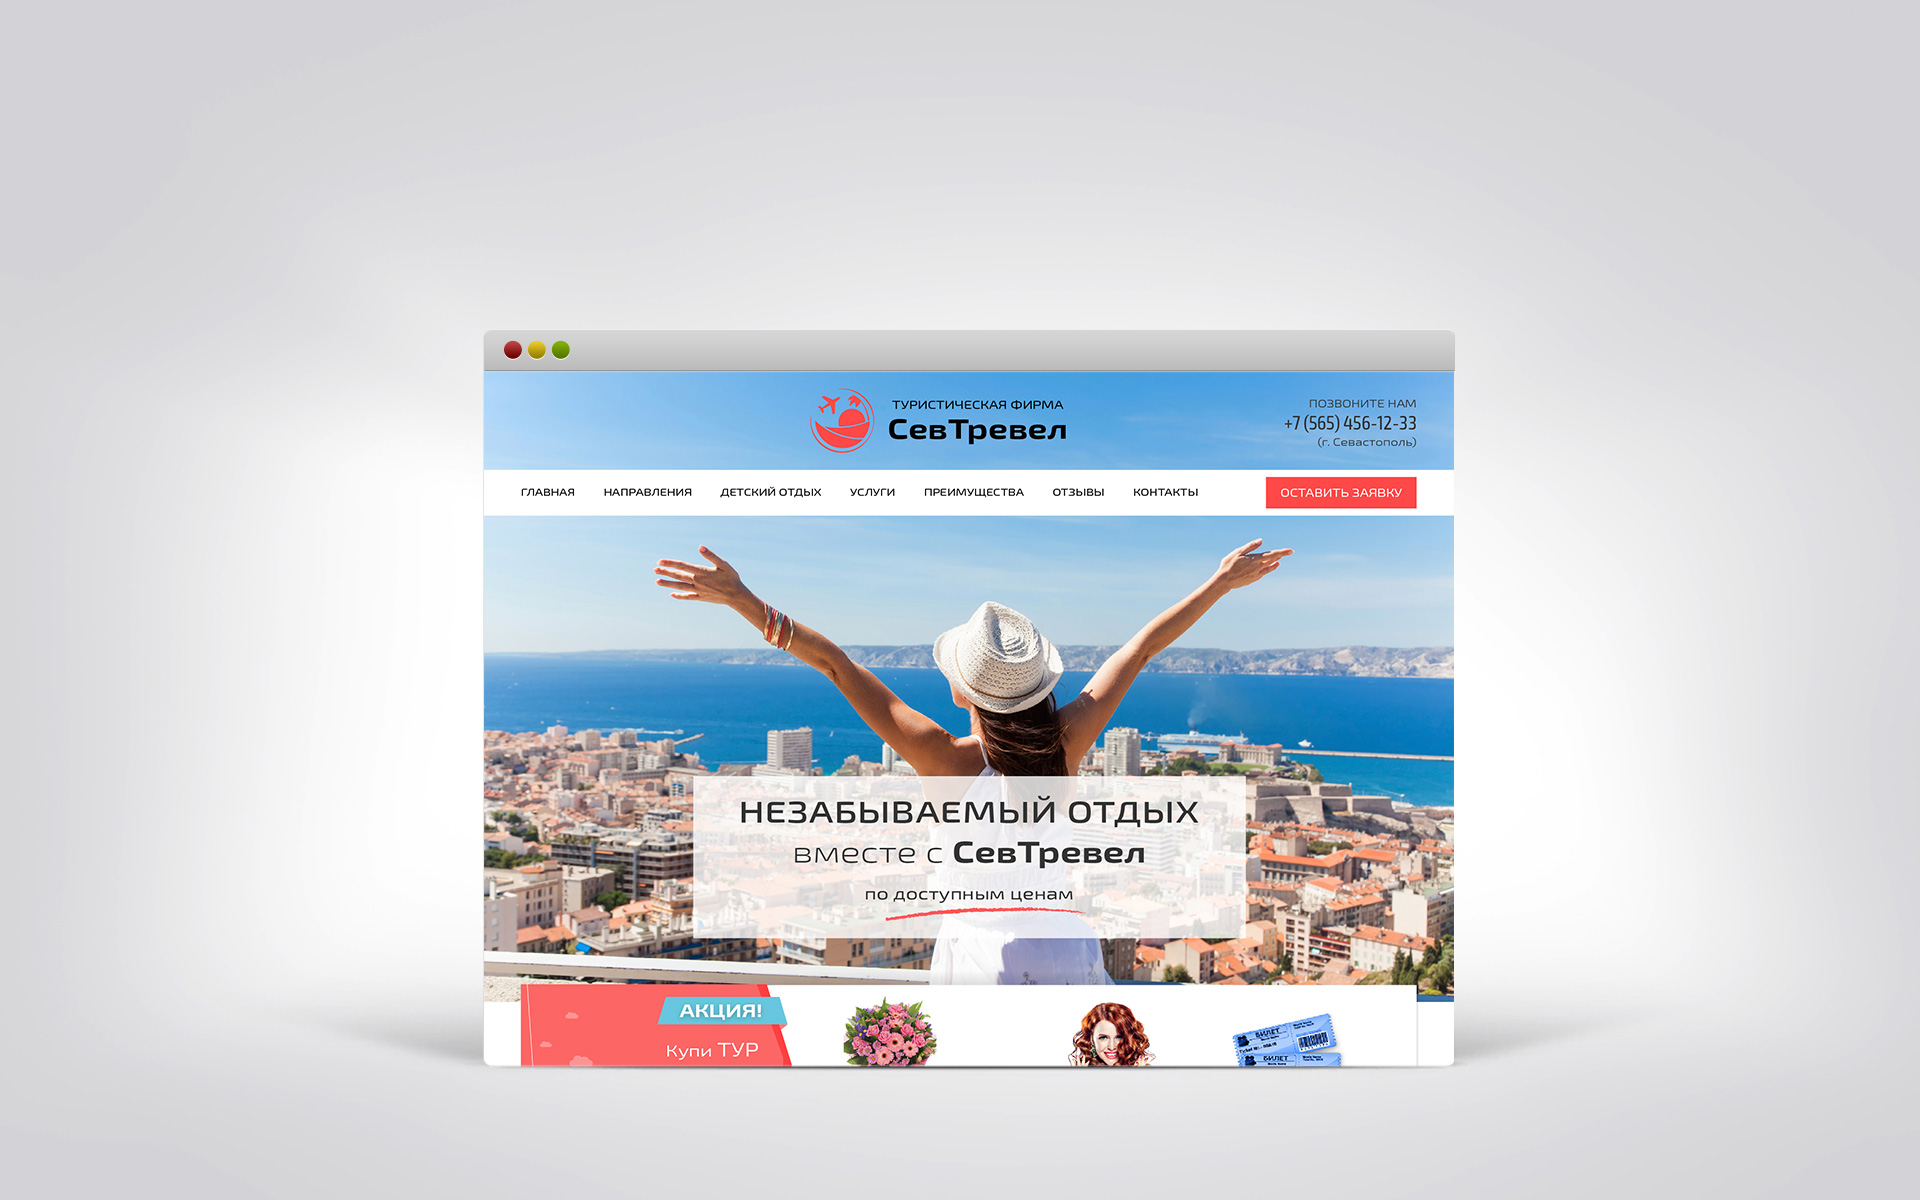 ТУРИСТИЧЕСКАЯ ФИРМА
СевТревел
ПОЗВОНИТЕ НАМ
+7 (565) 456-12-33
(г. Севастополь)
ГЛАВНАЯ НАПРАВЛЕНИЯ ДЕТСКИЙ ОТДЫХ УСЛУГИ ПРЕИМУЩЕСТВА ОТЗЫВЫ КОНТАКТЫ ОСТАВИТЬ ЗАЯВКУ
НЕЗАБЫВАЕМЫЙ ОТДЫХ
вместе с СевТревел
по доступным ценам
АКЦИЯ!
Купи ТУР
БИЛЕТ
БИЛЕТ